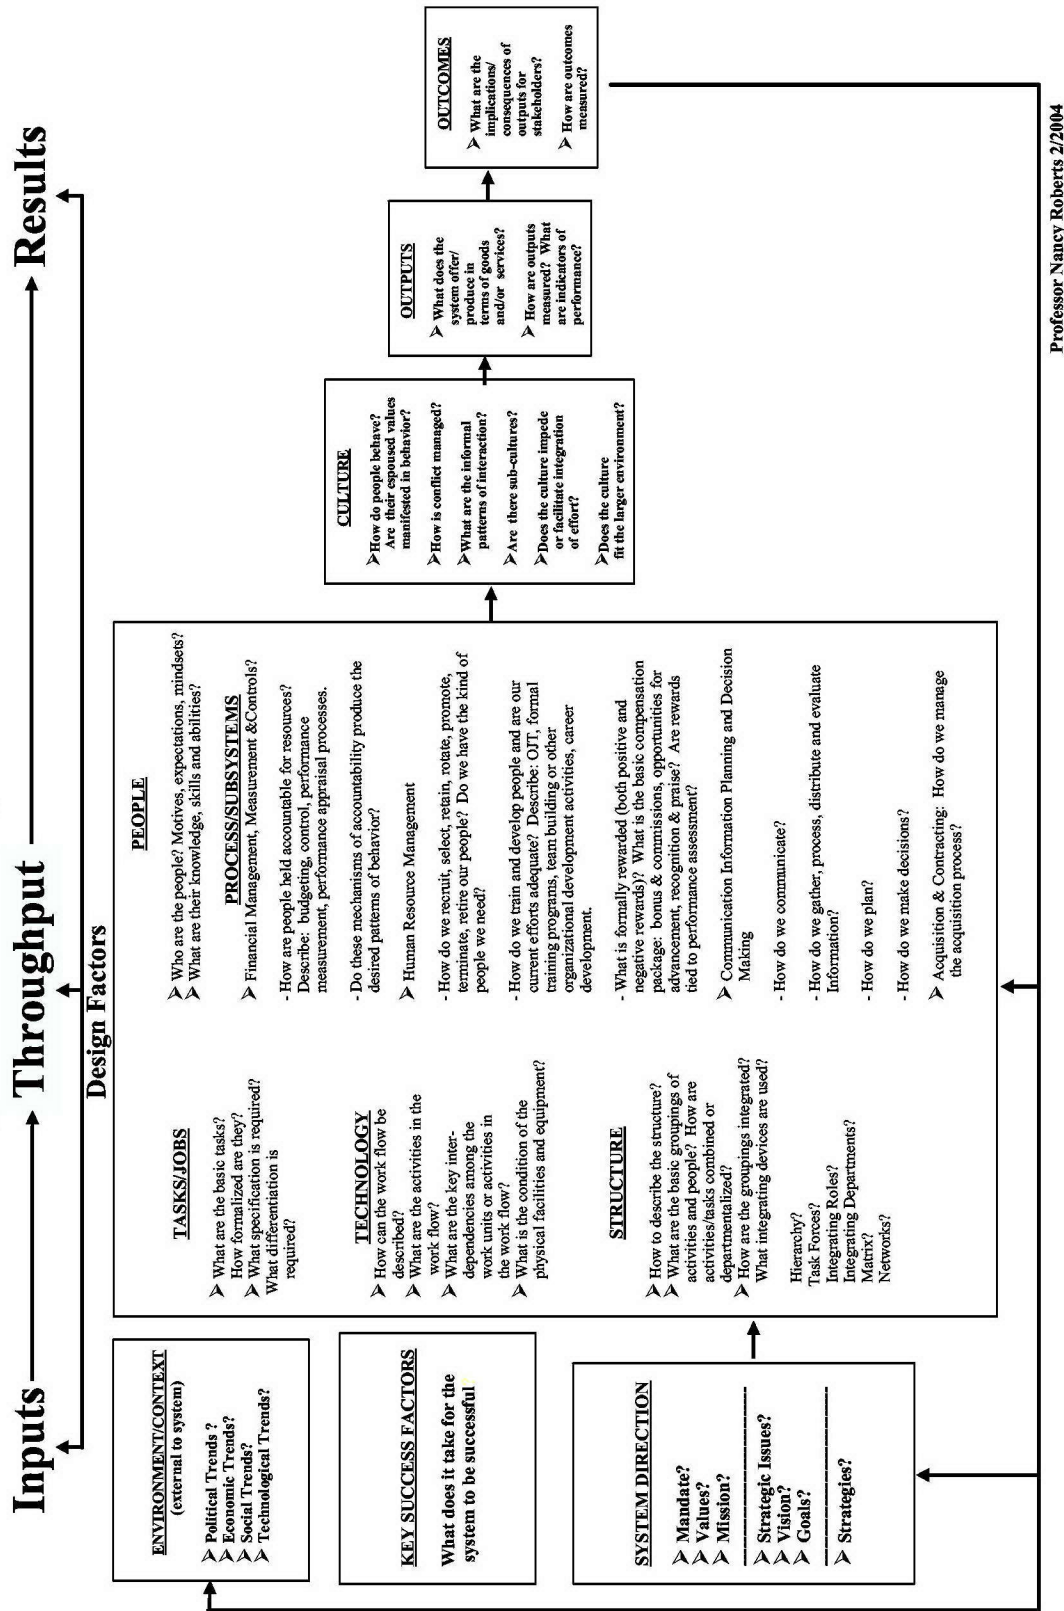 Inputs
Throughput
Results
Design Factors
ENVIRONMENT/CONTEXT
(external to system)
➢ Political Trends ?
➢ Economic Trends?
➢ Social Trends?
➢ Technological Trends?
KEY SUCCESS FACTORS
What does it take for the
system to be successful?
SYSTEM DIRECTION
➢ Mandate?
➢ Values?
➢ Mission?
➢ Strategic Issues?
➢ Vision?
➢ Goals?
➢ Strategies?
TASKS/JOBS
➢ What are the basic tasks?
How formalized are they?
➢ What specification is required?
What differentiation is
required?
TECHNOLOGY
➢ How can the work flow be
described?
➢ What are the activities in the
work flow?
➢ What are the key inter-
dependencies among the
work units or activities in
the work flow?
➢ What is the condition of the
physical facilities and equipment?
STRUCTURE
➢ How to describe the structure?
➢ What are the basic groupings of
activities and people? How are
activities/tasks combined or
departmentalized?
➢ How are the groupings integrated?
What integrating devices are used?
Hierarchy?
Task Forces?
Integrating Roles?
Integrating Departments?
Matrix?
Networks?
PEOPLE
➢ Who are the people? Motives, expectations, mindsets?
➢ What are their knowledge, skills and abilities?
PROCESS/SUBSYSTEMS
➢ Financial Management, Measurement &Controls?
- How are people held accountable for resources?
Describe: budgeting, control, performance
measurement, performance appraisal processes.
- Do these mechanisms of accountability produce the
desired patterns of behavior?
➢ Human Resource Management
- How do we recruit, select, retain, rotate, promote,
terminate, retire our people? Do we have the kind of
people we need?
- How do we train and develop people and are our
current efforts adequate? Describe: OJT, formal
training programs, team building or other
organizational development activities, career
development.
- What is formally rewarded (both positive and
negative rewards)? What is the basic compensation
package: bonus & commissions, opportunities for
advancement, recognition & praise? Are rewards
tied to performance assessment?
➢ Communication Information Planning and Decision
Making
- How do we communicate?
- How do we gather, process, distribute and evaluate
Information?
- How do we plan?
- How do we make decisions?
➢ Acquisition & Contracting: How do we manage
the acquisition process?
CULTURE
➢How do people behave?
Are their espoused values
manifested in behavior?
➢How is conflict managed?
➢What are the informal
patterns of interaction?
➢Are there sub-cultures?
➢Does the culture impede
or facilitate integration
of effort?
➢Does the culture
fit the larger environment?
OUTPUTS
➢ What does the
system offer/
produce in
terms of goods
and/or services?
➢ How are outputs
measured? What
are indicators of
performance?
OUTCOMES
➢ What are the
implications/
consequences of
outputs for
stakeholders?
➢ How are outcomes
measured?
Professor Nancy Roberts 2/2004